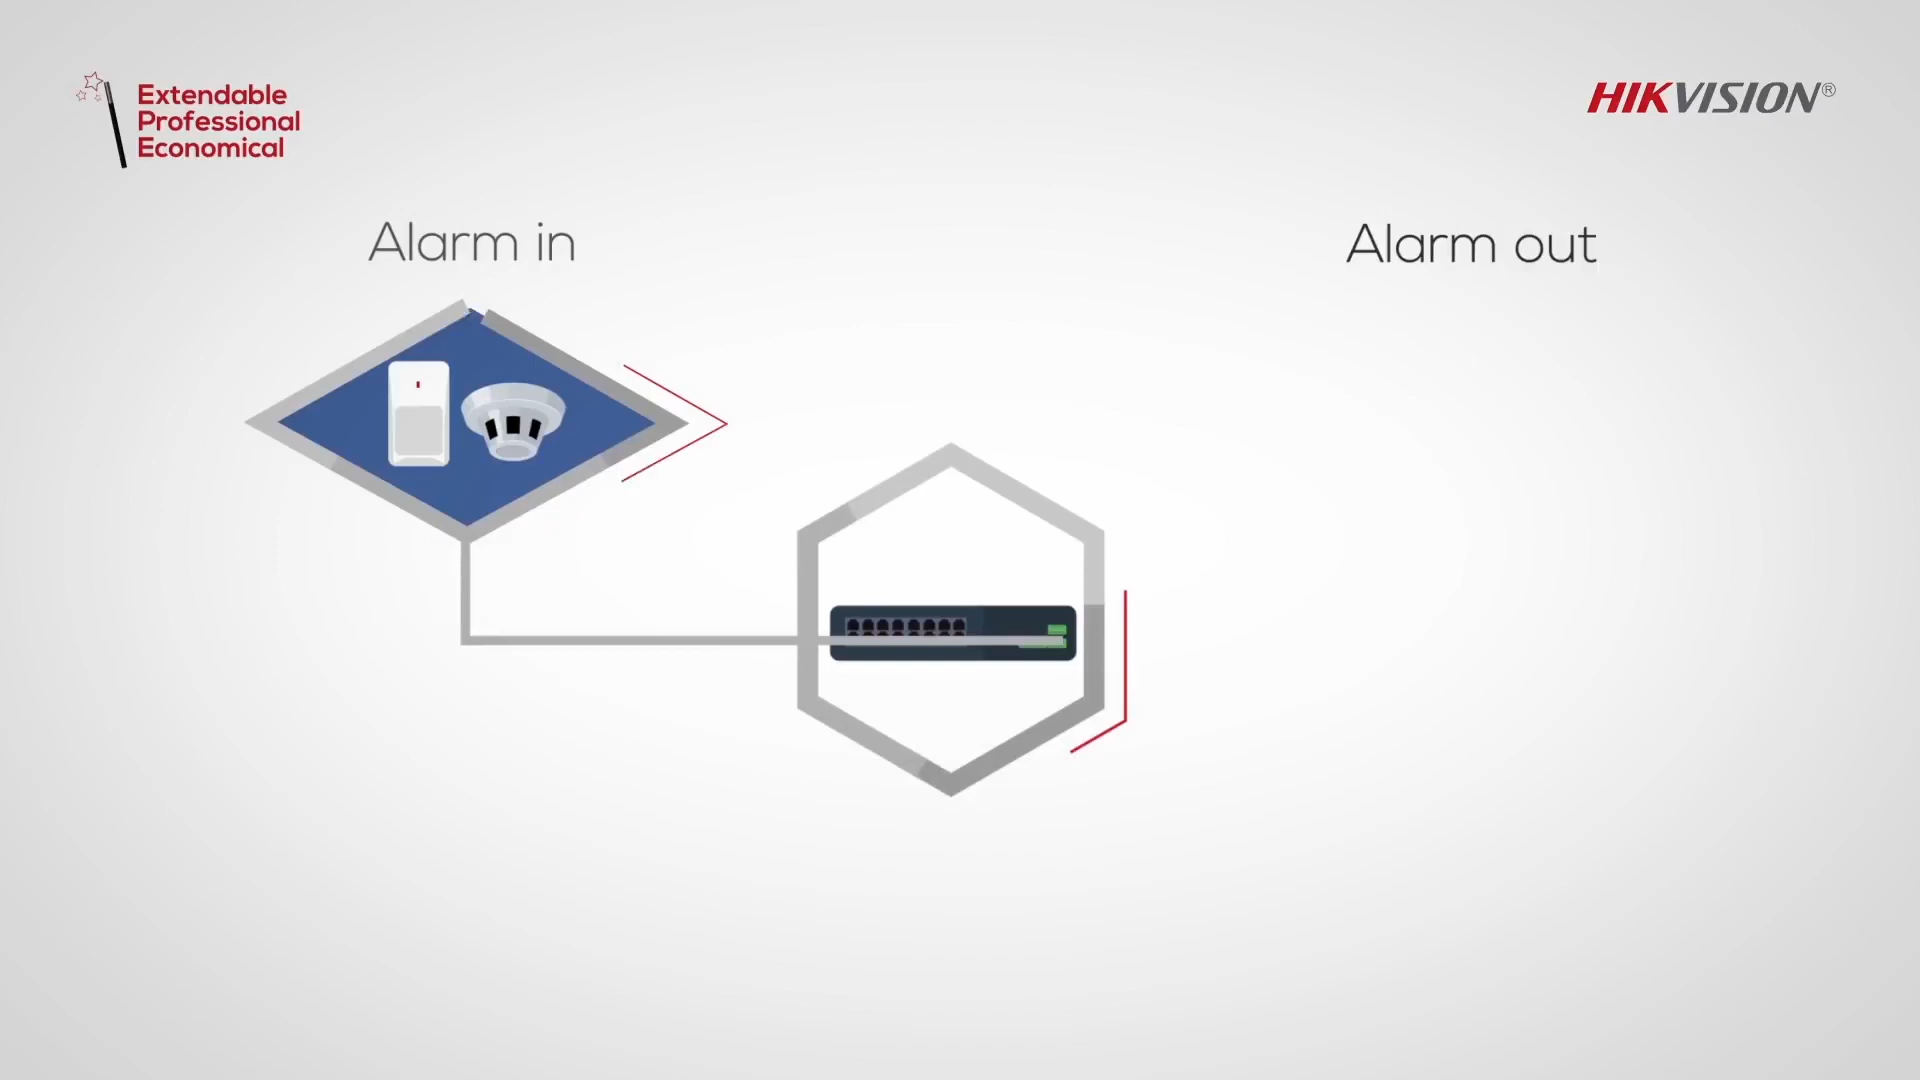 Extendable
Professional
Economical
HIKVISION®
Alarm in
Alarm out